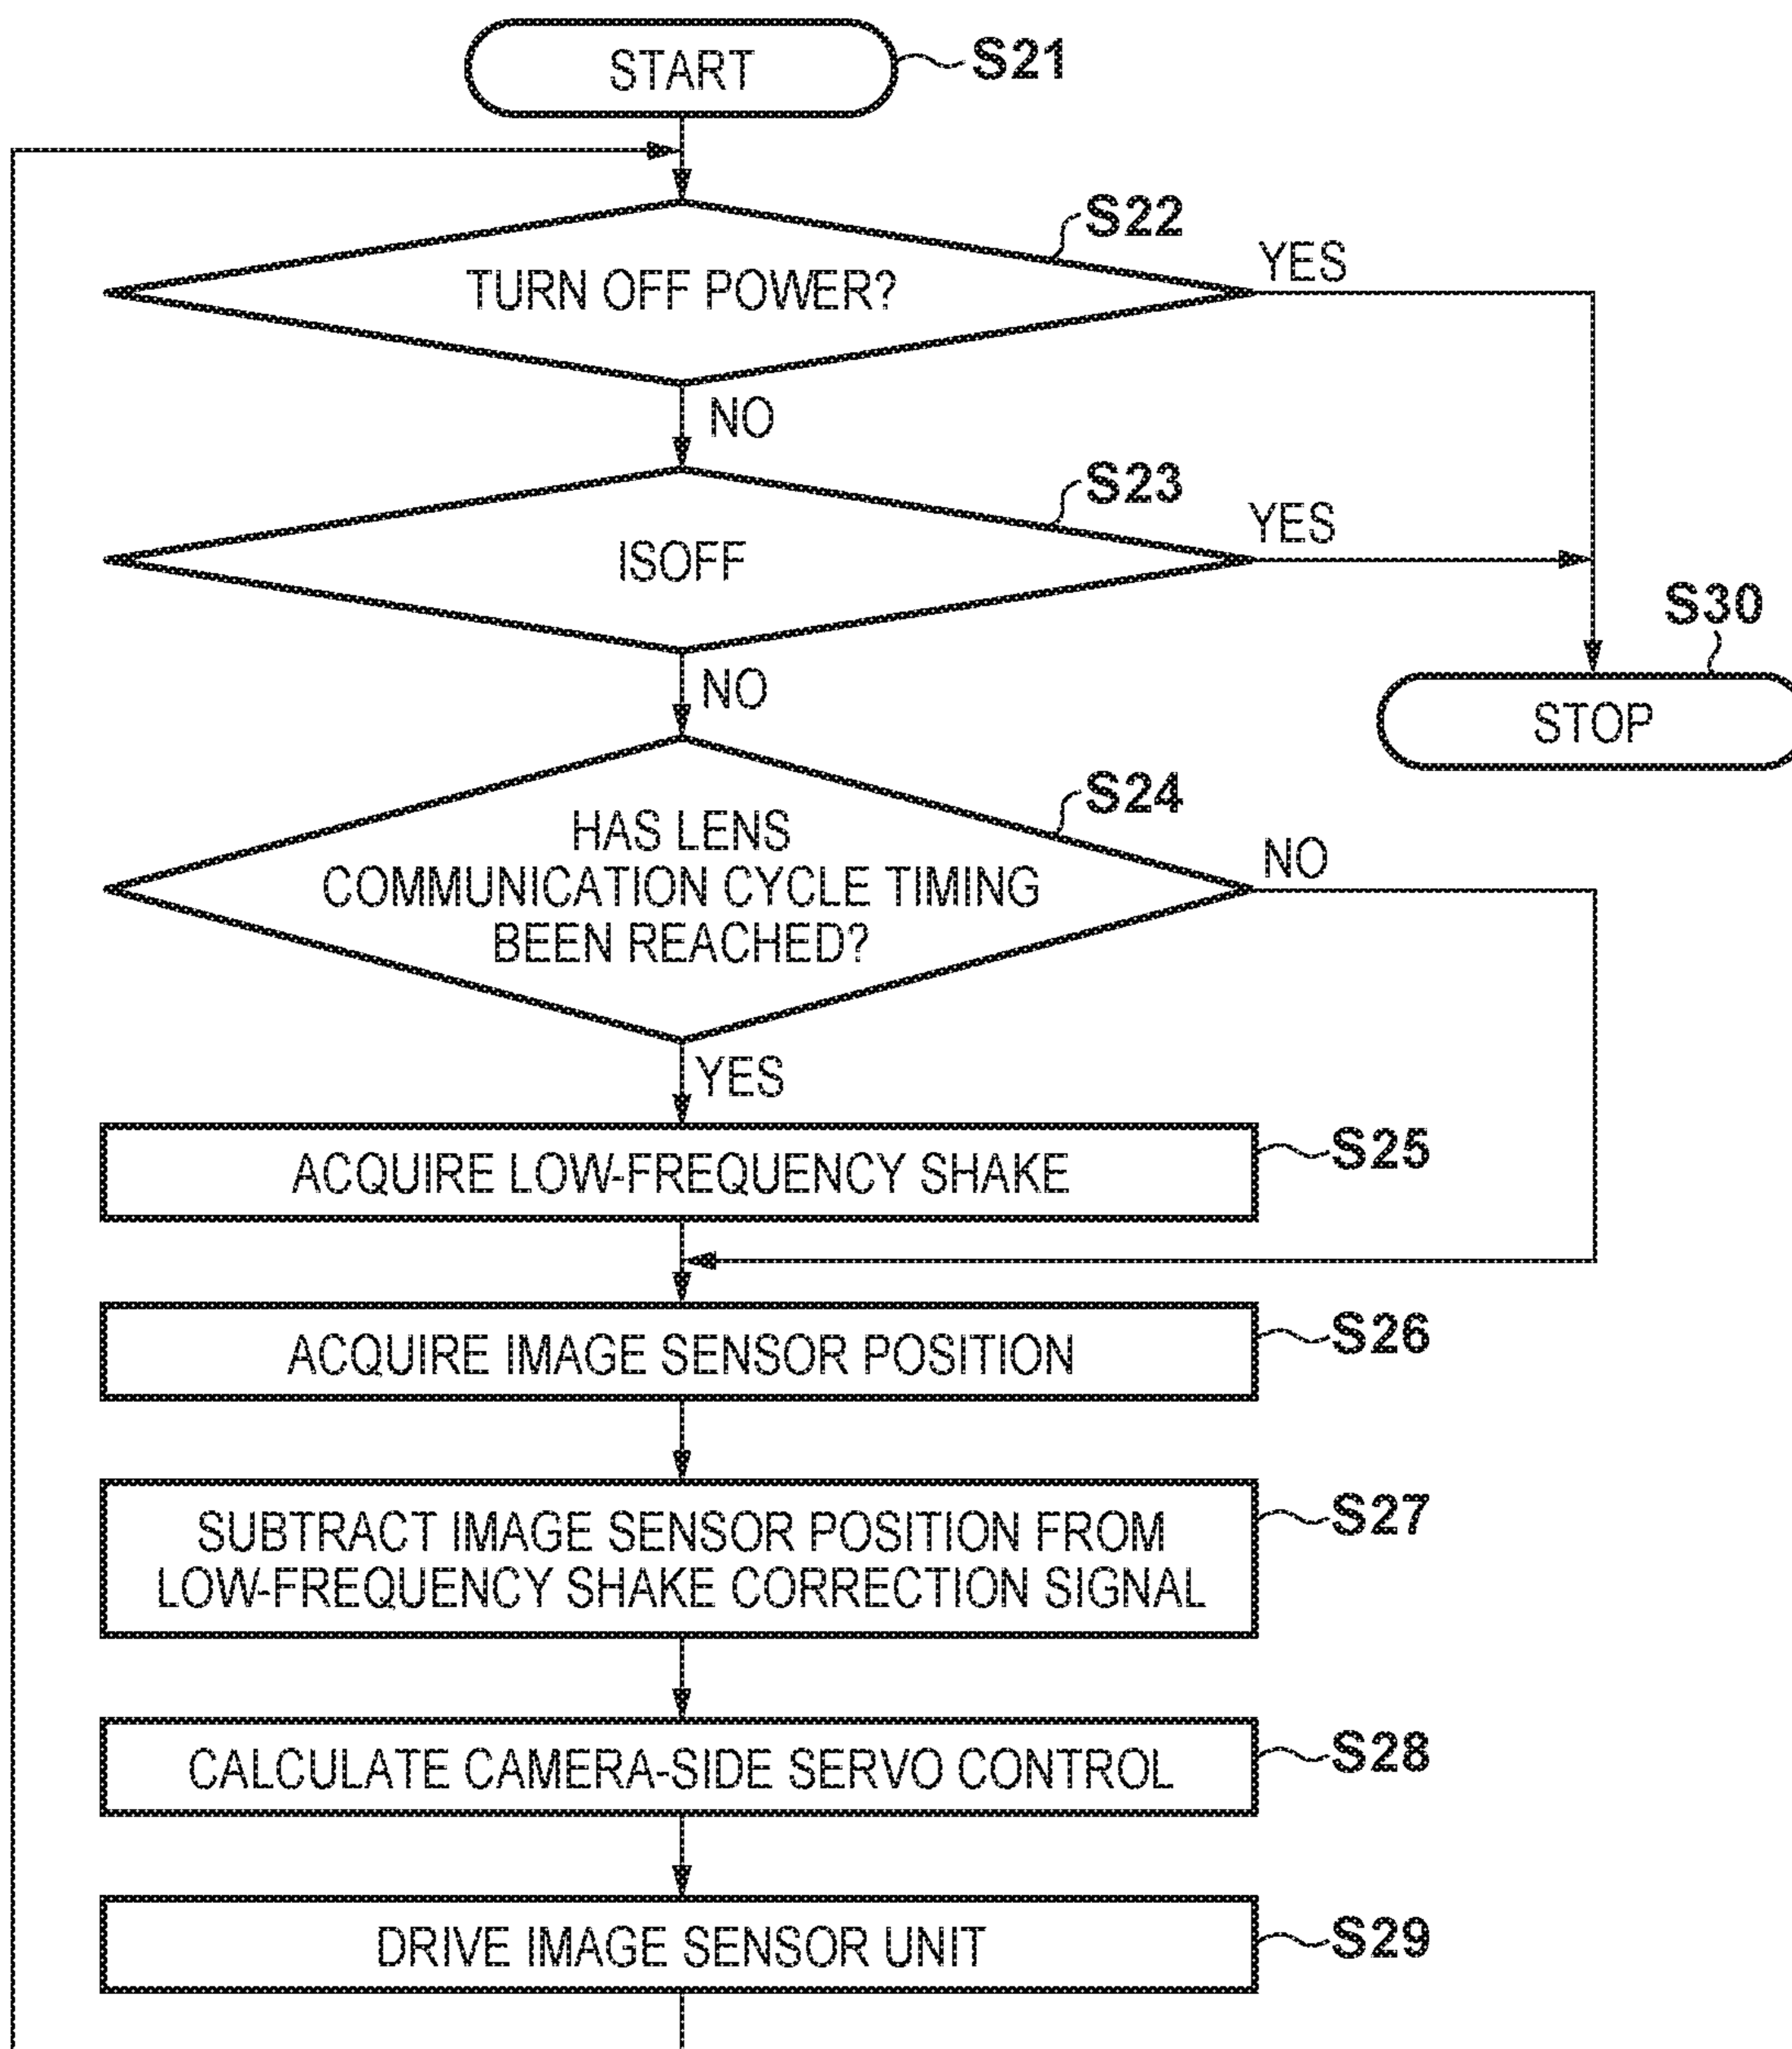 START
S21
S22
TURN OFF POWER?
YES
NO
S23
ISOFF
YES
NO
S30
STOP
S24
HAS LENS
COMMUNICATION CYCLE TIMING
BEEN REACHED?
NO
YES
ACQUIRE LOW-FREQUENCY SHAKE
S25
ACQUIRE IMAGE SENSOR POSITION
S26
SUBTRACT IMAGE SENSOR POSITION FROM
LOW-FREQUENCY SHAKE CORRECTION SIGNAL
S27
CALCULATE CAMERA-SIDE SERVO CONTROL
S28
DRIVE IMAGE SENSOR UNIT
S29